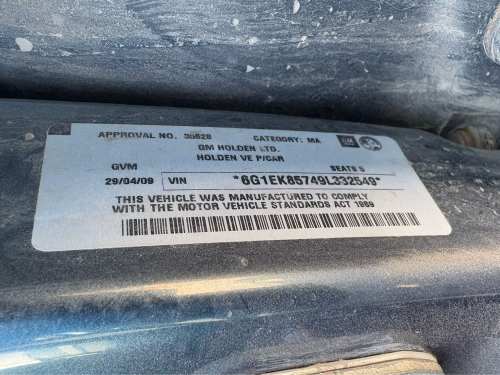 APPROVAL NO. 35628 CATEGORY: MA
GM HOLDEN LTD.
HOLDEN VE P/CAR
GVM SEATS 5
29/04/09 VIN *6G1EK85749L332549*
THIS VEHICLE WAS MANUFACTURED TO COMPLY
WITH THE MOTOR VEHICLE STANDARDS ACT 1989